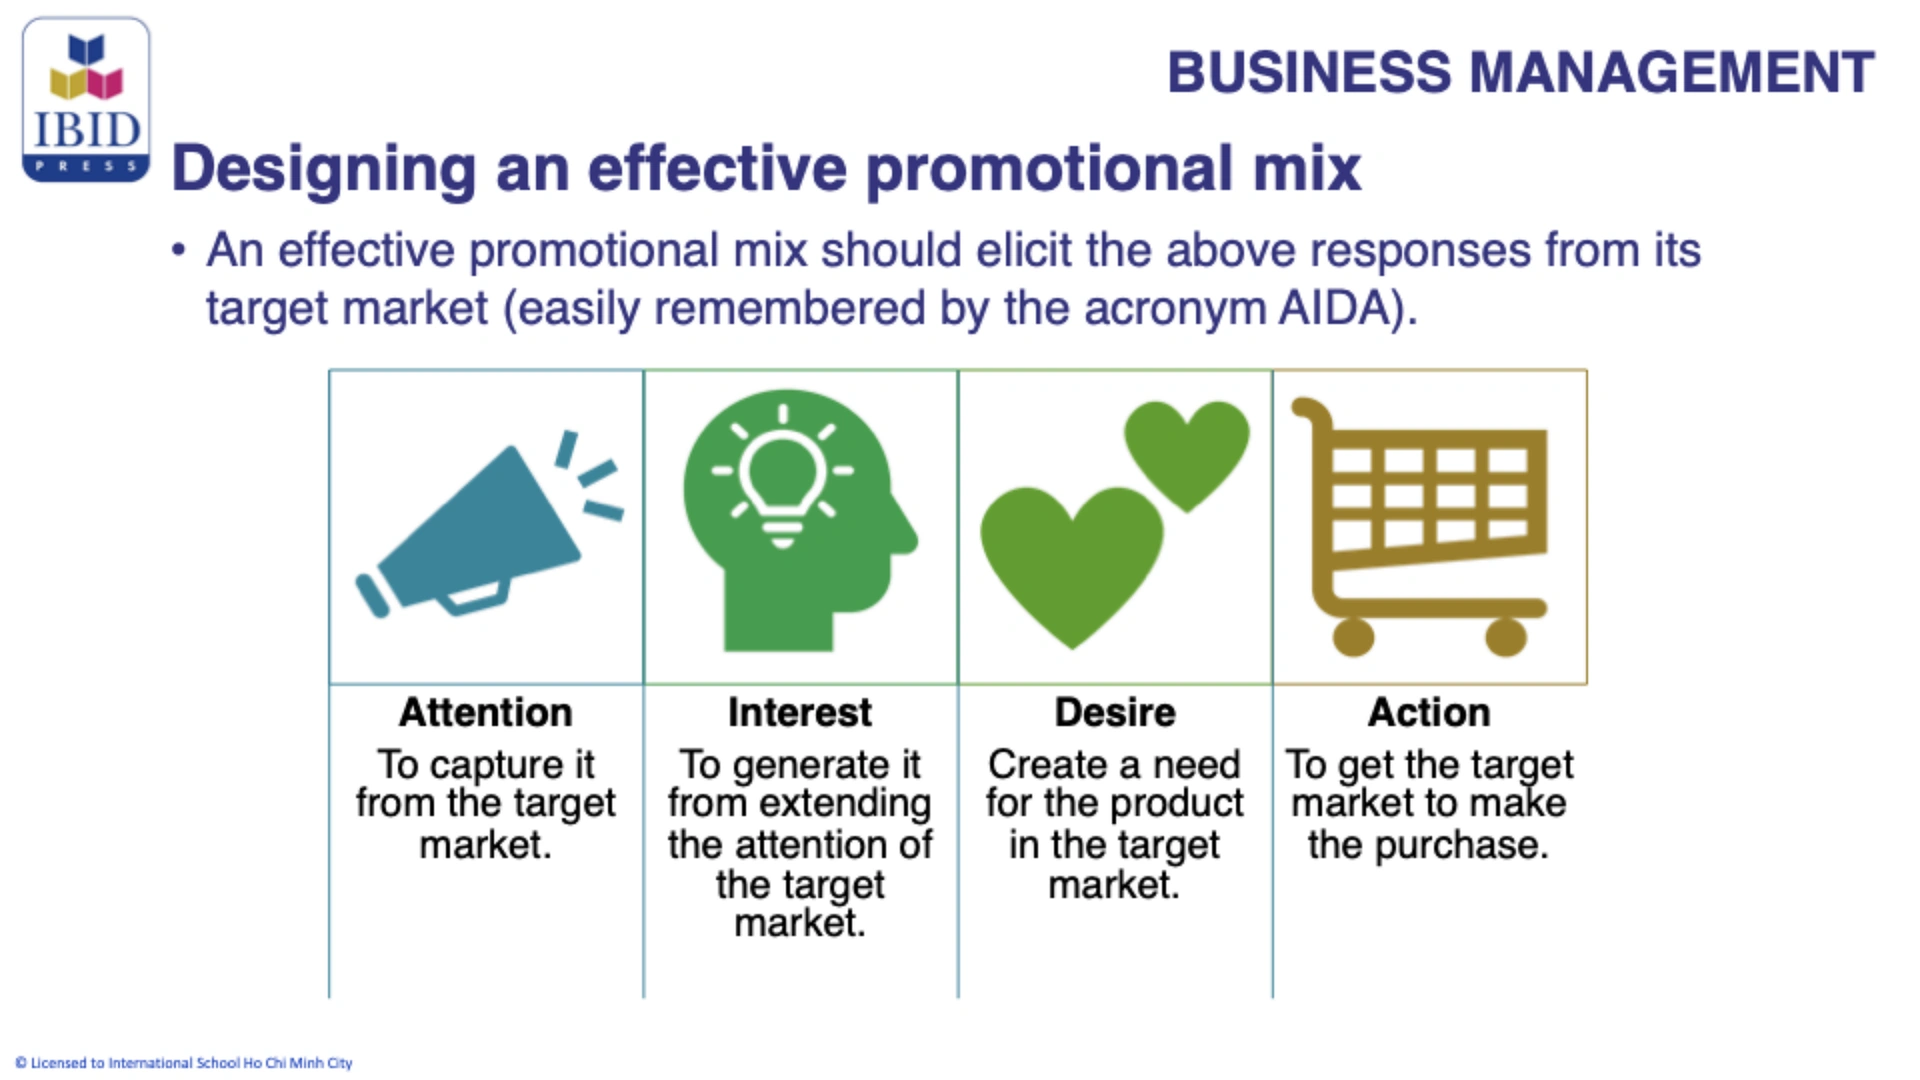 IBID
PRESS
BUSINESS MANAGEMENT
Designing an effective promotional mix
• An effective promotional mix should elicit the above responses from its
target market (easily remembered by the acronym AIDA).
Attention
To capture it
from the target
market.
Interest
To generate it
from extending
the attention of
the target
market.
Desire
Create a need
for the product
in the target
market.
Action
To get the target
market to make
the purchase.
© Licensed to International School Ho Chi Minh City